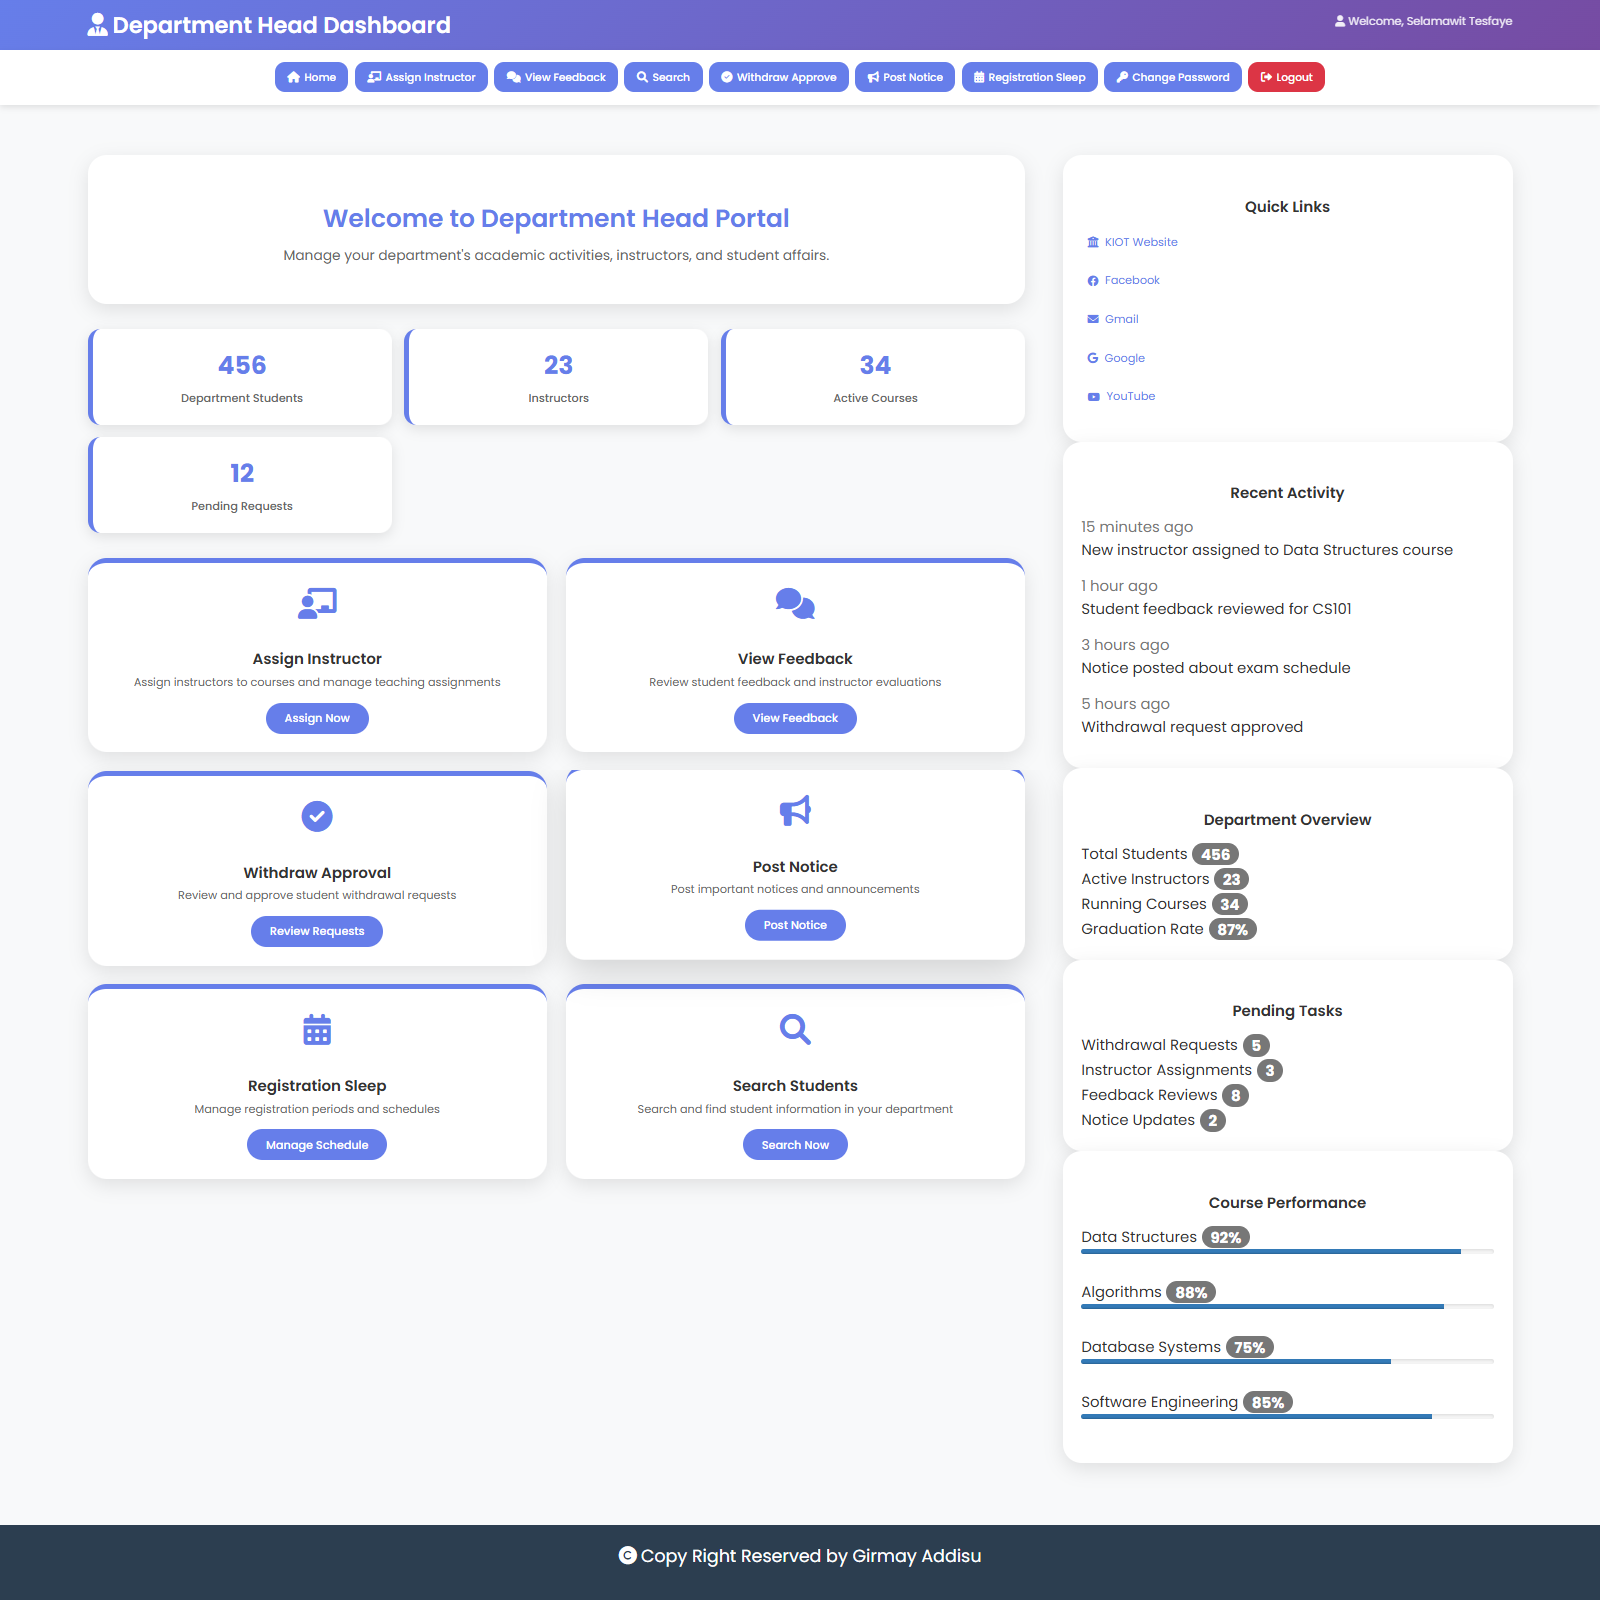 Department Head Dashboard
Welcome, Selamawit Tesfaye
Home
Assign Instructor
View Feedback
Search
Withdraw Approve
Post Notice
Registration Sleep
Change Password
Logout
Welcome to Department Head Portal
Manage your department's academic activities, instructors, and student affairs.
456
Department Students
23
Instructors
34
Active Courses
12
Pending Requests
Assign Instructor
Assign instructors to courses and manage teaching assignments
Assign Now
View Feedback
Review student feedback and instructor evaluations
View Feedback
Withdraw Approval
Review and approve student withdrawal requests
Review Requests
Post Notice
Post important notices and announcements
Post Notice
Registration Sleep
Manage registration periods and schedules
Manage Schedule
Search Students
Search and find student information in your department
Search Now
Quick Links
KIOT Website
Facebook
Gmail
Google
YouTube
Recent Activity
15 minutes ago
New instructor assigned to Data Structures course
1 hour ago
Student feedback reviewed for CS101
3 hours ago
Notice posted about exam schedule
5 hours ago
Withdrawal request approved
Department Overview
Total Students 456
Active Instructors 23
Running Courses 34
Graduation Rate 87%
Pending Tasks
Withdrawal Requests 5
Instructor Assignments 3
Feedback Reviews 8
Notice Updates 2
Course Performance
Data Structures 92%
Algorithms 88%
Database Systems 75%
Software Engineering 85%
Copy Right Reserved by Girmay Addisu